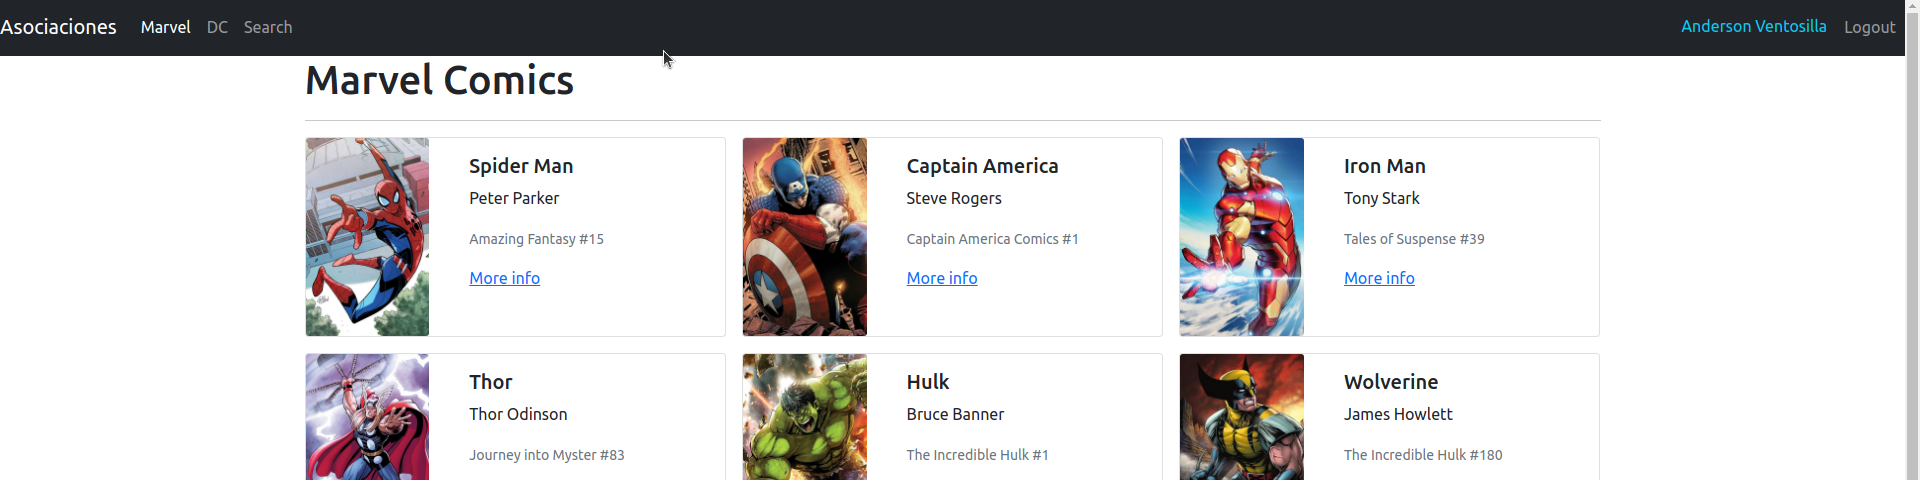 Asociaciones Marvel DC Search Anderson Ventosilla Logout
Marvel Comics
Spider Man
Peter Parker
Amazing Fantasy #15
More info
Captain America
Steve Rogers
Captain America Comics #1
More info
Iron Man
Tony Stark
Tales of Suspense #39
More info
Thor
Thor Odinson
Journey into Myster #83
Hulk
Bruce Banner
The Incredible Hulk #1
Wolverine
James Howlett
The Incredible Hulk #180